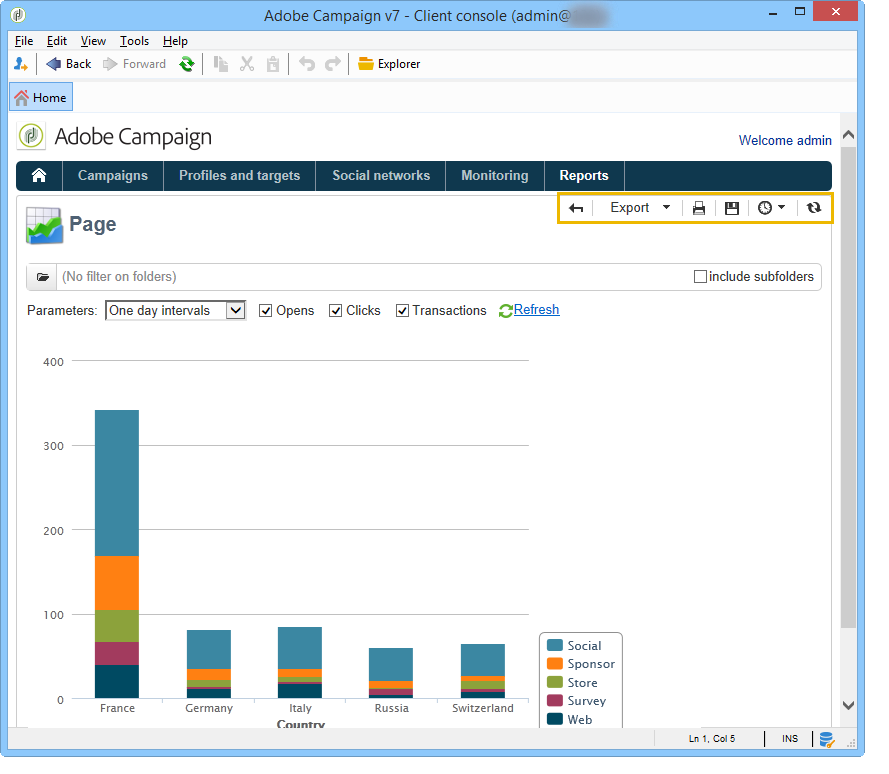 Adobe Campaign v7 - Client console (admin@
File Edit View Tools Help
Back Forward Explorer
Home
Adobe Campaign
Welcome admin
Campaigns Profiles and targets Social networks Monitoring Reports
Export
Page
(No filter on folders) include subfolders
Parameters: One day intervals Opens Clicks Transactions Refresh
400
300
200
100
0
France Germany Italy Russia Switzerland
Country
Social
Sponsor
Store
Survey
Web
Ln 1, Col 5 INS